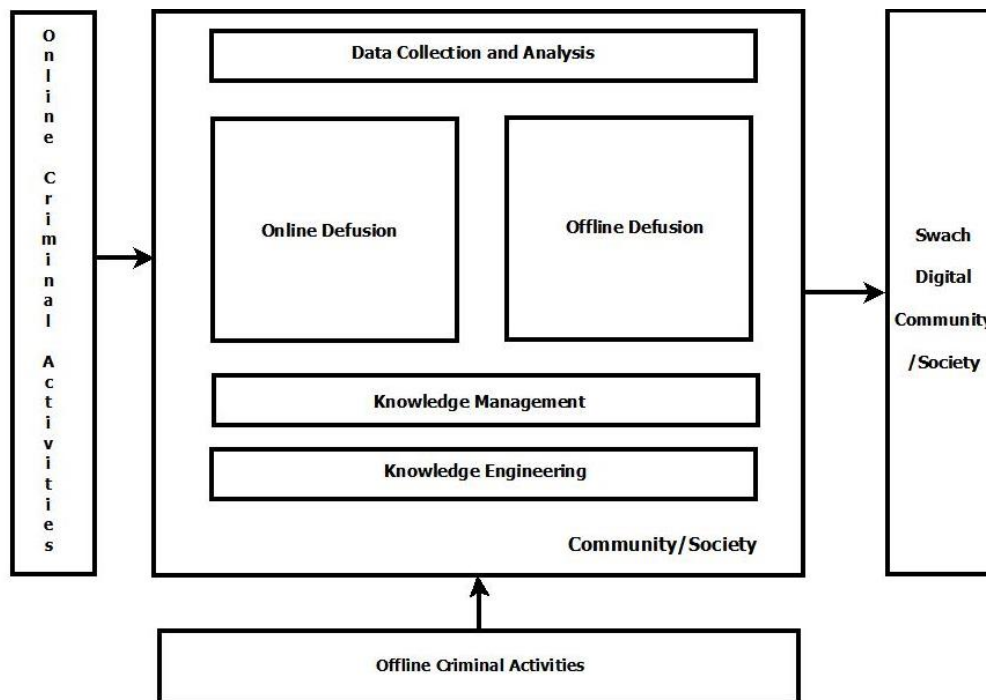 Online Criminal Activities
Data Collection and Analysis
Online Defusion
Offline Defusion
Knowledge Management
Knowledge Engineering
Community/Society
Swach
Digital
Community
/Society
Offline Criminal Activities